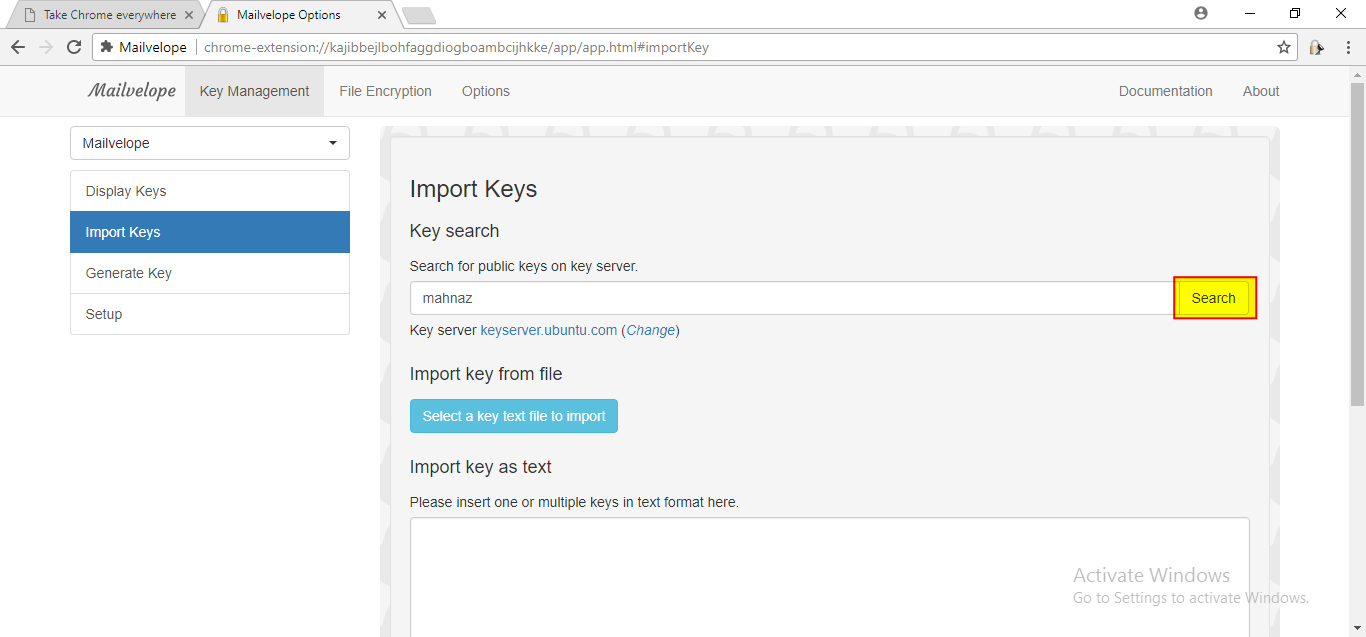 Take Chrome everywhere
Mailvelope Options
Mailvelope
chrome-extension://kajibbejlbohfaggdiogboambcijhkke/app/app.html#importKey
Mailvelope
Key Management
File Encryption
Options
Documentation
About
Mailvelope
Display Keys
Import Keys
Generate Key
Setup
Import Keys
Key search
Search for public keys on key server.
mahnaz
Search
Key server keyserver.ubuntu.com (Change)
Import key from file
Select a key text file to import
Import key as text
Please insert one or multiple keys in text format here.
Activate Windows
Go to Settings to activate Windows.